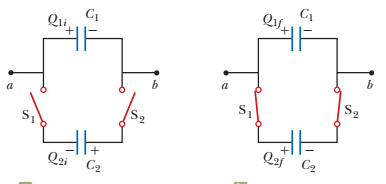 Q1i + C1 −
a b
S1 S2
Q2i − + C2
Q1f + C1 −
a b
S1 S2
Q2f + − C2